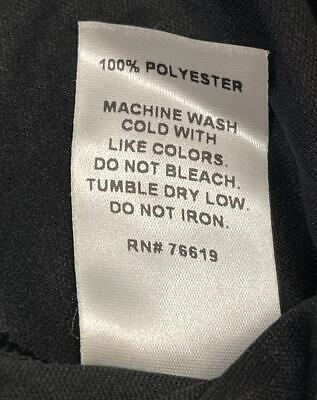 100% POLYESTER
MACHINE WASH
COLD WITH
LIKE COLORS.
DO NOT BLEACH.
TUMBLE DRY LOW.
DO NOT IRON.
RN# 76619